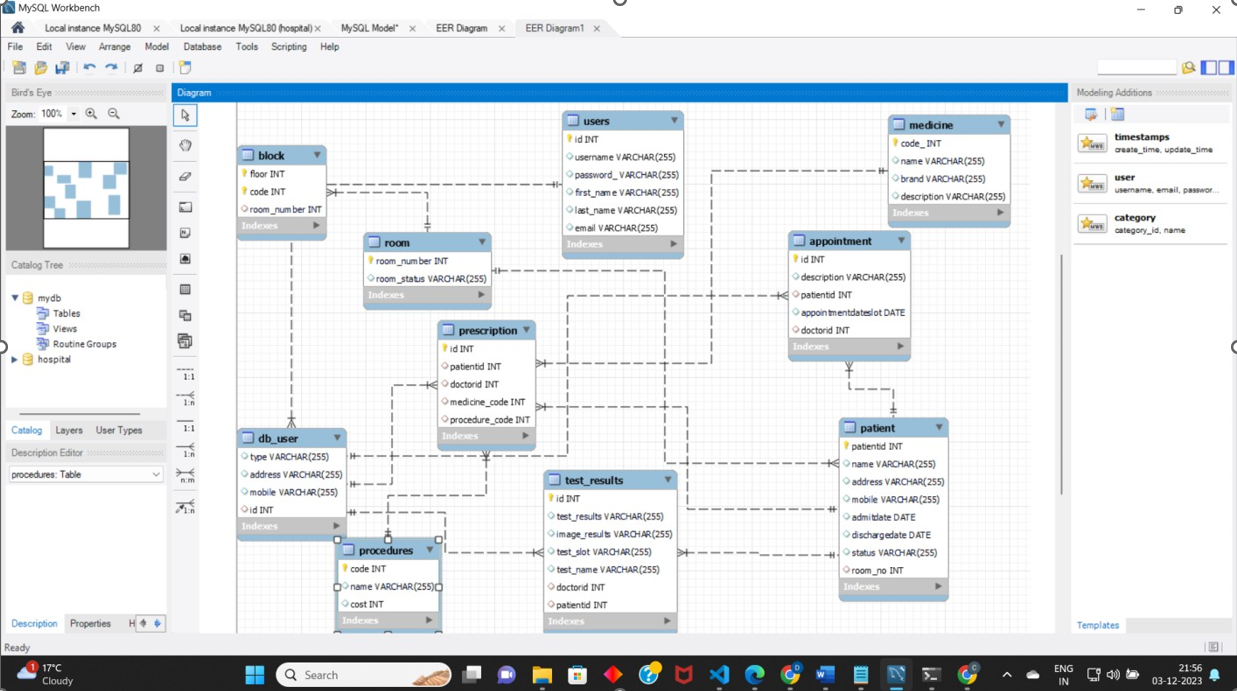 MySQL Workbench
Local instance MySQL80
Local instance MySQL80 (hospital)
MySQL Model*
EER Diagram
EER Diagram1
File Edit View Arrange Model Database Tools Scripting Help
Bird's Eye
Zoom: 100%
Catalog Tree
mydb
Tables
Views
Routine Groups
hospital
Catalog Layers User Types
Description Editor
procedures: Table
Description Properties H
Ready
1:1
1:n
1:1
1:n
n:m
1:n
Diagram
block
floor INT
code INT
room_number INT
Indexes
users
id INT
username VARCHAR(255)
password_ VARCHAR(255)
first_name VARCHAR(255)
last_name VARCHAR(255)
email VARCHAR(255)
Indexes
medicine
code_ INT
name VARCHAR(255)
brand VARCHAR(255)
description VARCHAR(255)
Indexes
room
room_number INT
room_status VARCHAR(255)
Indexes
appointment
id INT
description VARCHAR(255)
patientid INT
appointmentdateslot DATE
doctorid INT
Indexes
prescription
id INT
patientid INT
doctorid INT
medicine_code INT
procedure_code INT
Indexes
db_user
type VARCHAR(255)
address VARCHAR(255)
mobile VARCHAR(255)
id INT
Indexes
patient
patientid INT
name VARCHAR(255)
address VARCHAR(255)
mobile VARCHAR(255)
admitdate DATE
dischargedate DATE
status VARCHAR(255)
room_no INT
Indexes
test_results
id INT
test_results VARCHAR(255)
image_results VARCHAR(255)
test_slot VARCHAR(255)
test_name VARCHAR(255)
doctorid INT
patientid INT
Indexes
procedures
code INT
name VARCHAR(255)
cost INT
Indexes
Modeling Additions
timestamps
create_time, update_time
user
username, email, passwor...
category
category_id, name
Templates
1
17°C
Cloudy
Search
ENG
IN
21:56
03-12-2023